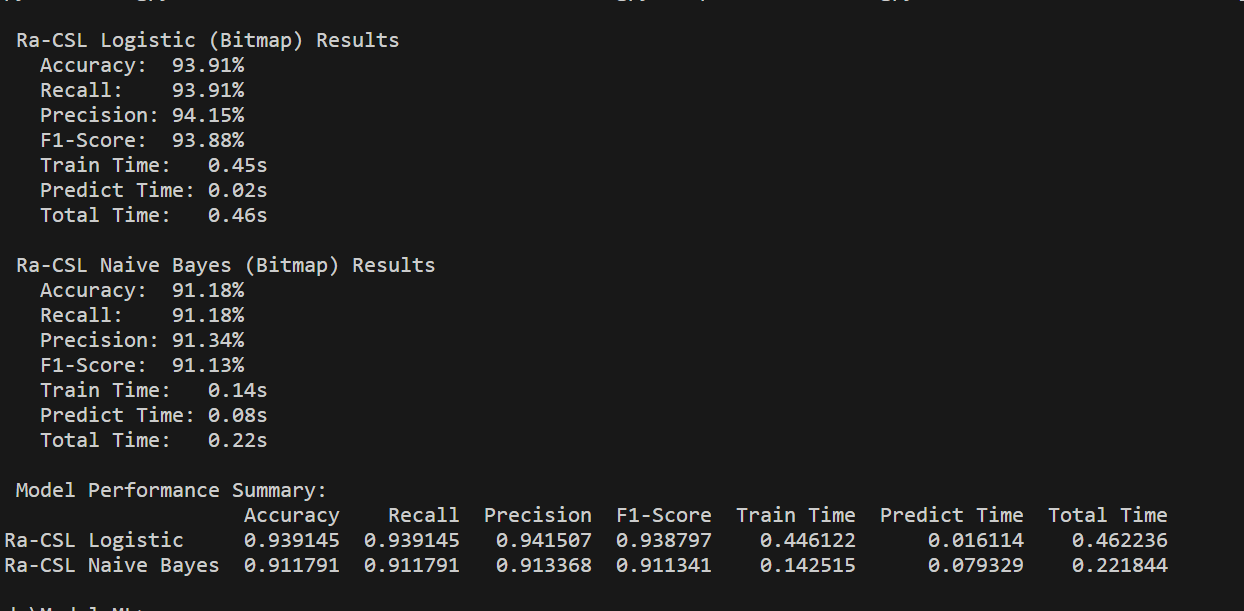 Ra-CSL Logistic (Bitmap) Results
Accuracy: 93.91%
Recall: 93.91%
Precision: 94.15%
F1-Score: 93.88%
Train Time: 0.45s
Predict Time: 0.02s
Total Time: 0.46s
Ra-CSL Naive Bayes (Bitmap) Results
Accuracy: 91.18%
Recall: 91.18%
Precision: 91.34%
F1-Score: 91.13%
Train Time: 0.14s
Predict Time: 0.08s
Total Time: 0.22s
Model Performance Summary:
Accuracy Recall Precision F1-Score Train Time Predict Time Total Time
Ra-CSL Logistic 0.939145 0.939145 0.941507 0.938797 0.446122 0.016114 0.462236
Ra-CSL Naive Bayes 0.911791 0.911791 0.913368 0.911341 0.142515 0.079329 0.221844